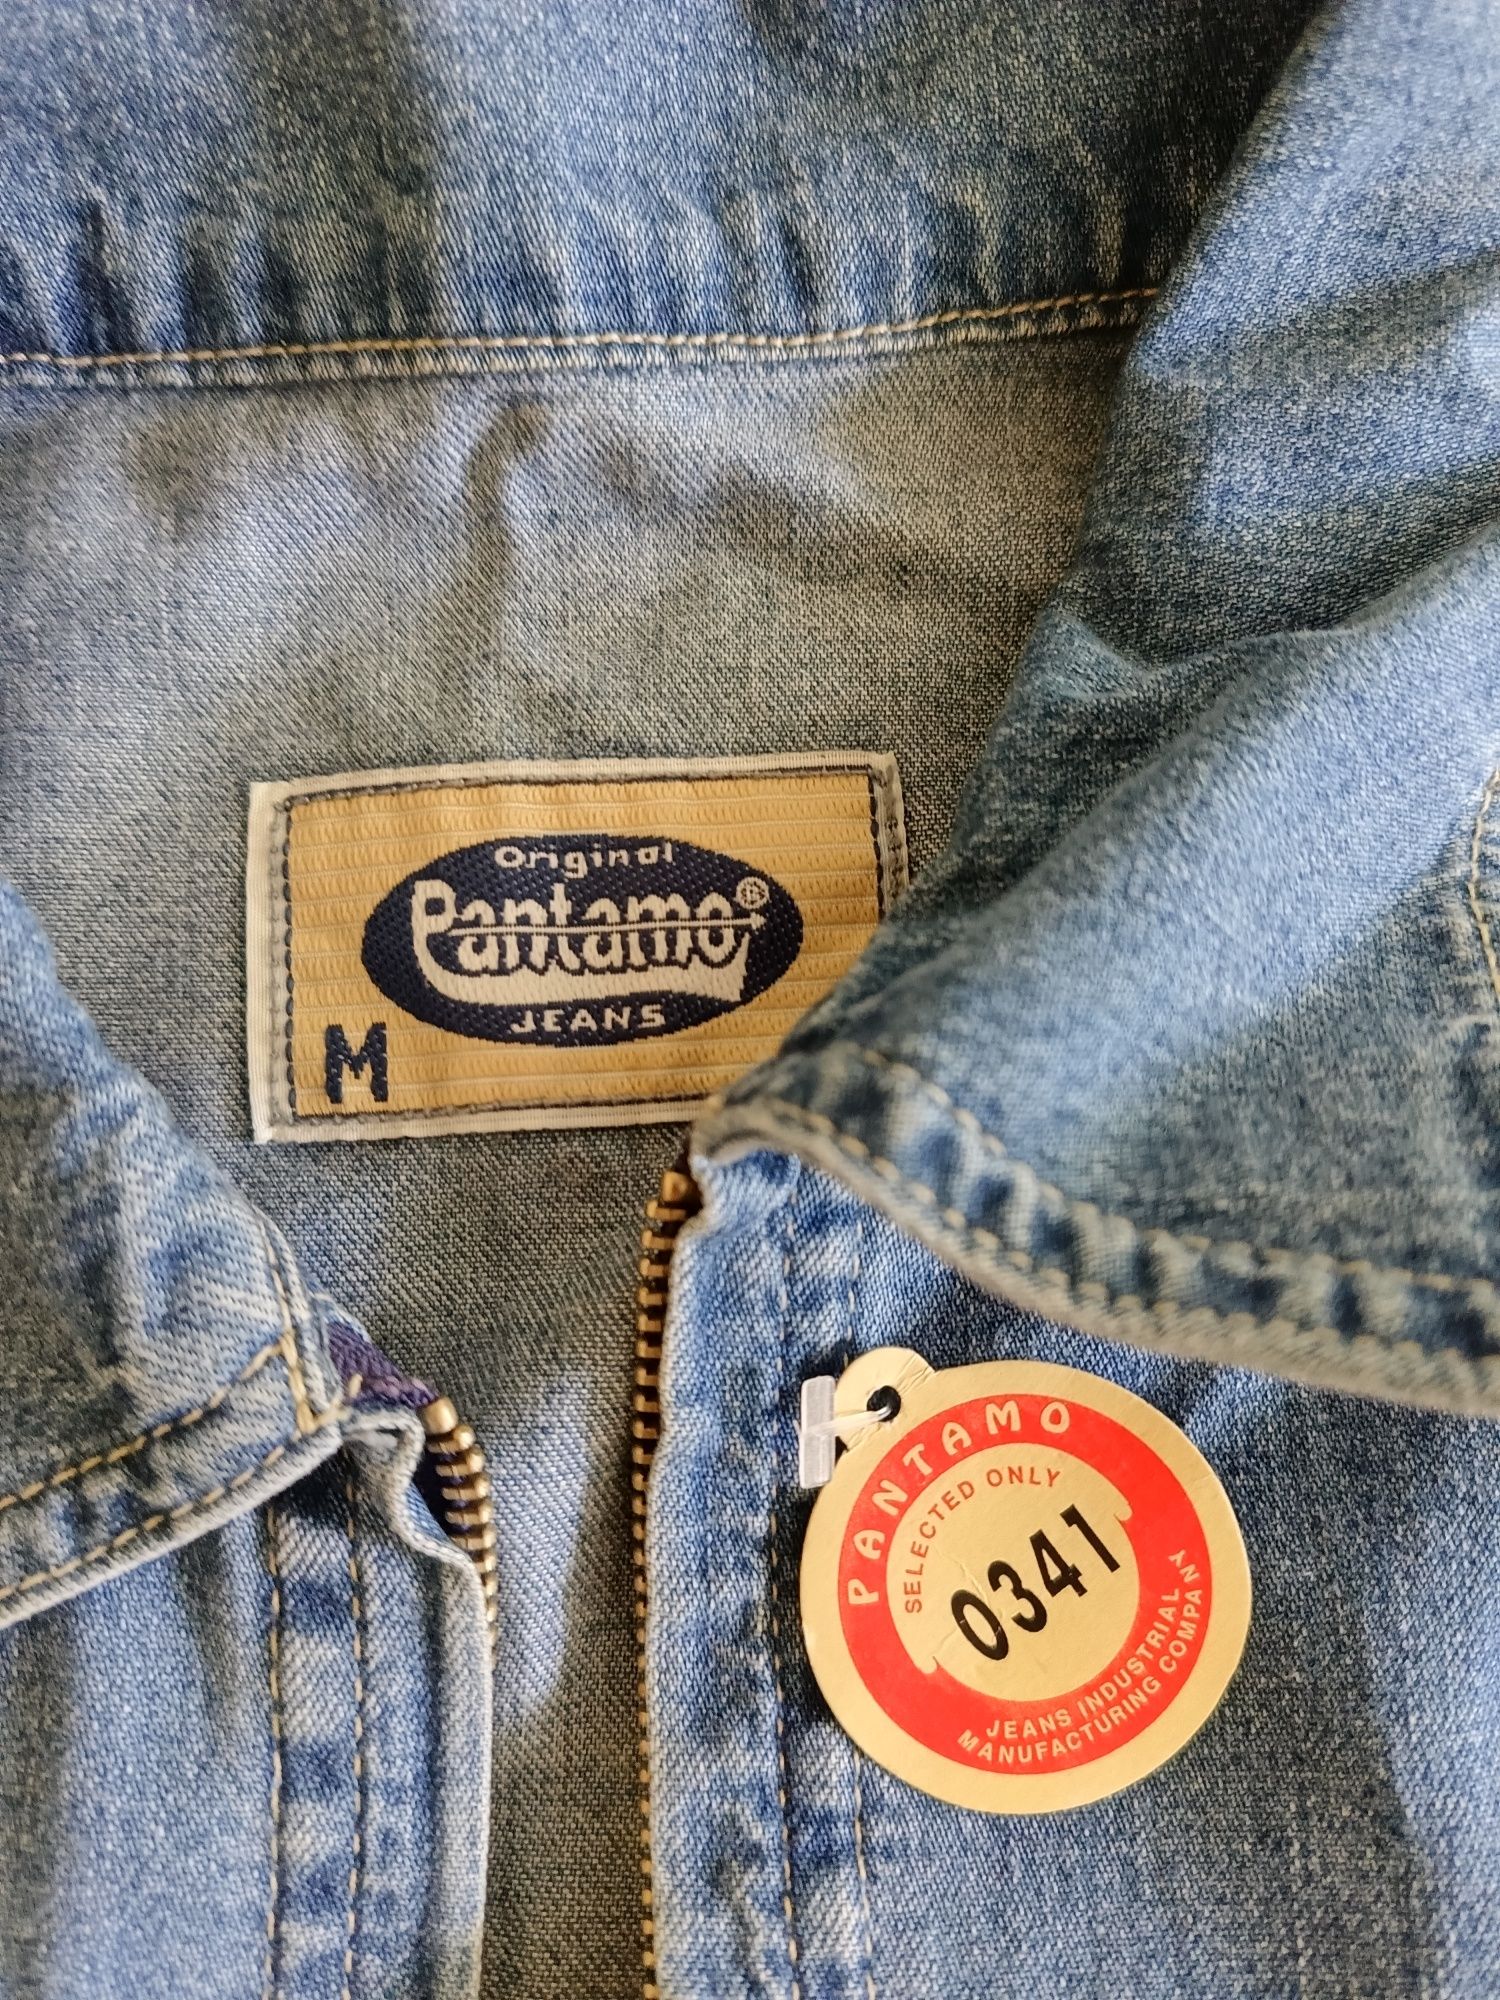 Original
Pantamo®
JEANS
M
PANTAMO
SELECTED ONLY
0341
JEANS INDUSTRIAL
MANUFACTURING COMPANY